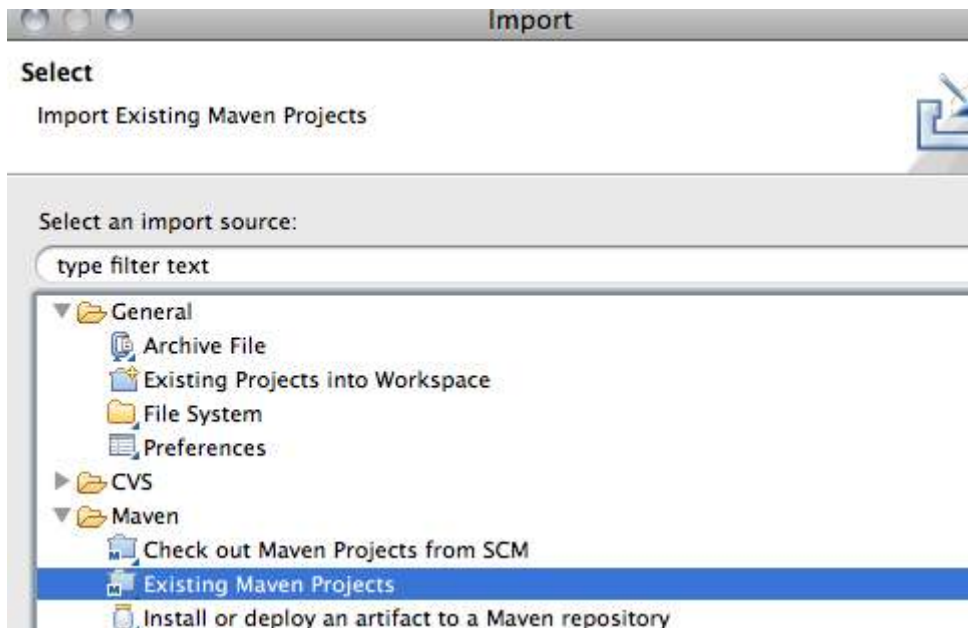 Import
Select
Import Existing Maven Projects
Select an import source:
type filter text
General
Archive File
Existing Projects into Workspace
File System
Preferences
CVS
Maven
Check out Maven Projects from SCM
Existing Maven Projects
Install or deploy an artifact to a Maven repository